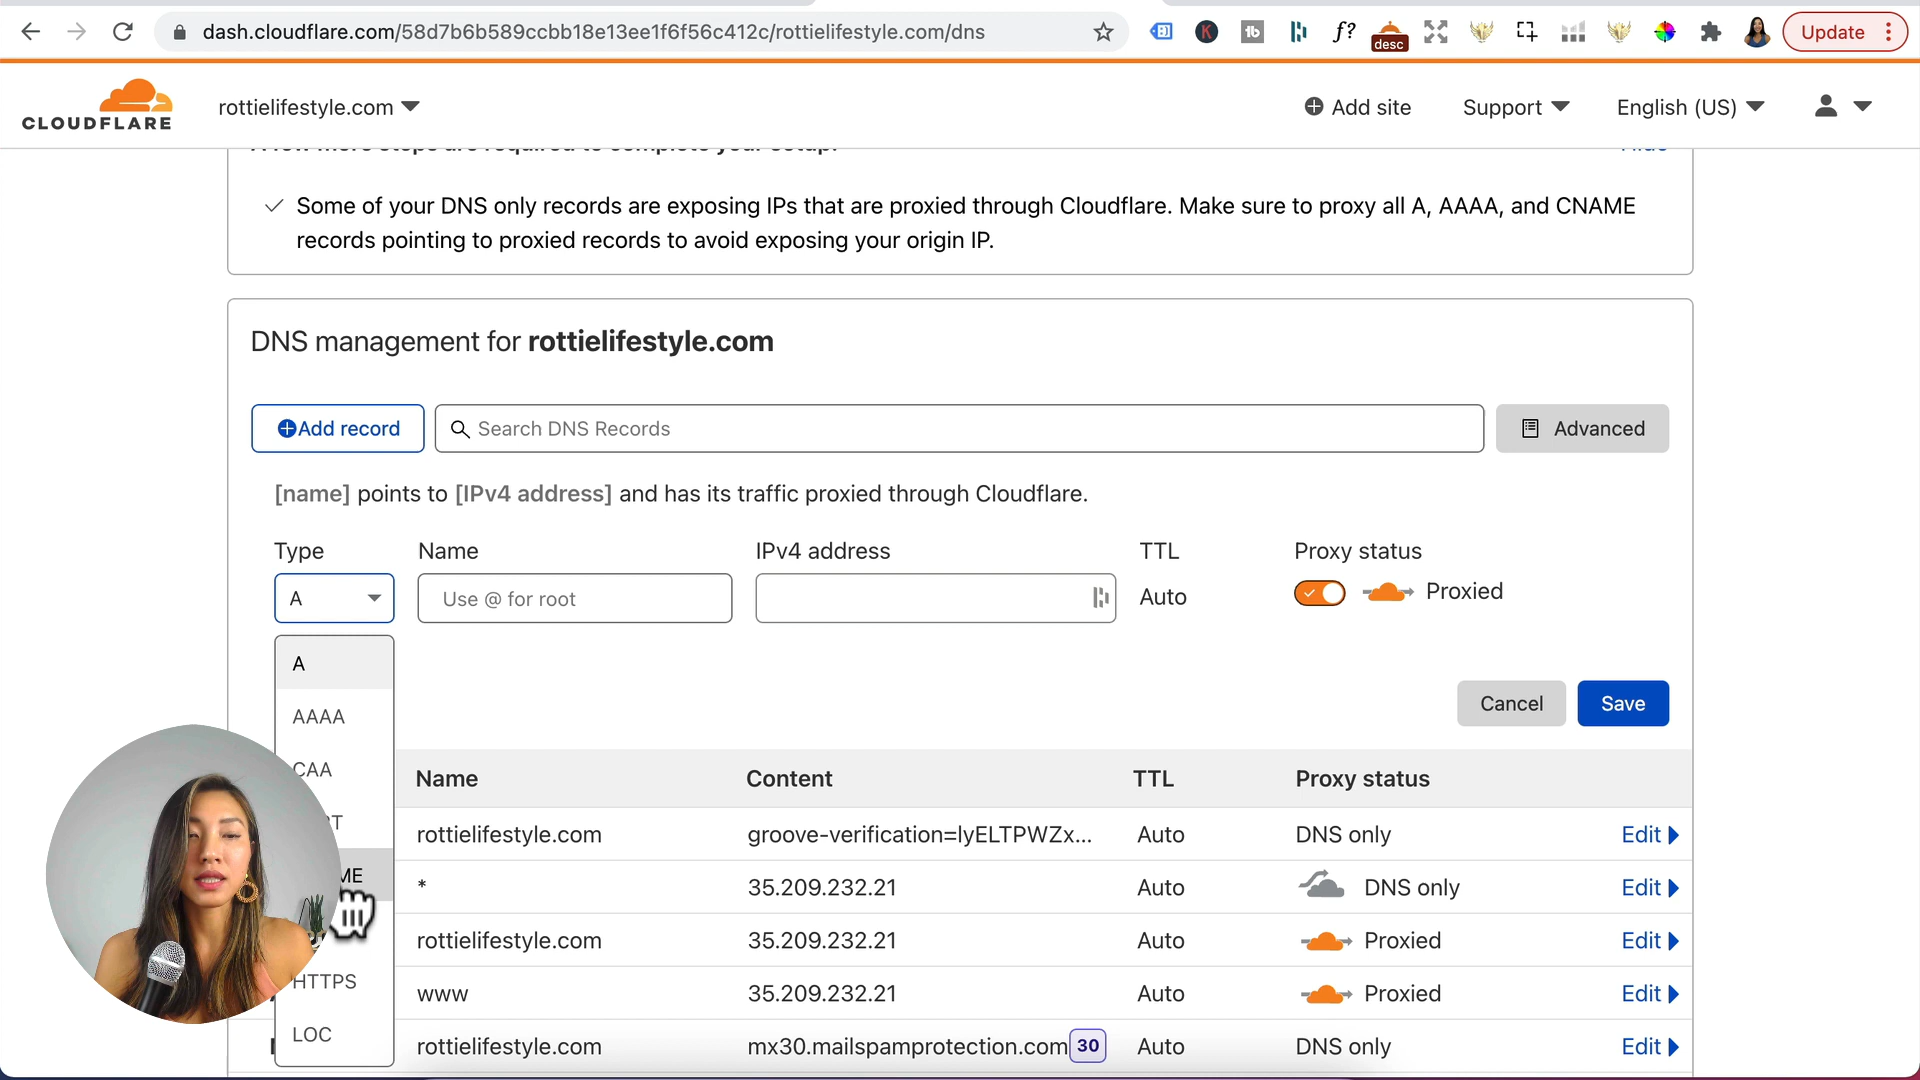 dash.cloudflare.com/58d7b6b589ccbb18e13ee1f6f56c412c/rottielifestyle.com/dns
K
tb
f?
desc
Update
CLOUDFLARE
rottielifestyle.com
Add site
Support
English (US)
A few more steps are required to complete your setup.
Hide
Some of your DNS only records are exposing IPs that are proxied through Cloudflare. Make sure to proxy all A, AAAA, and CNAME
records pointing to proxied records to avoid exposing your origin IP.
DNS management for rottielifestyle.com
Add record
Search DNS Records
Advanced
[name] points to [IPv4 address] and has its traffic proxied through Cloudflare.
Type
Name
IPv4 address
TTL
Proxy status
A
Use @ for root
Auto
Proxied
A
AAAA
CAA
ME
HTTPS
LOC
Cancel
Save
Name Content TTL Proxy status
rottielifestyle.com groove-verification=lyELTPWZx... Auto DNS only Edit
* 35.209.232.21 Auto DNS only Edit
rottielifestyle.com 35.209.232.21 Auto Proxied Edit
www 35.209.232.21 Auto Proxied Edit
rottielifestyle.com mx30.mailspamprotection.com 30 Auto DNS only Edit